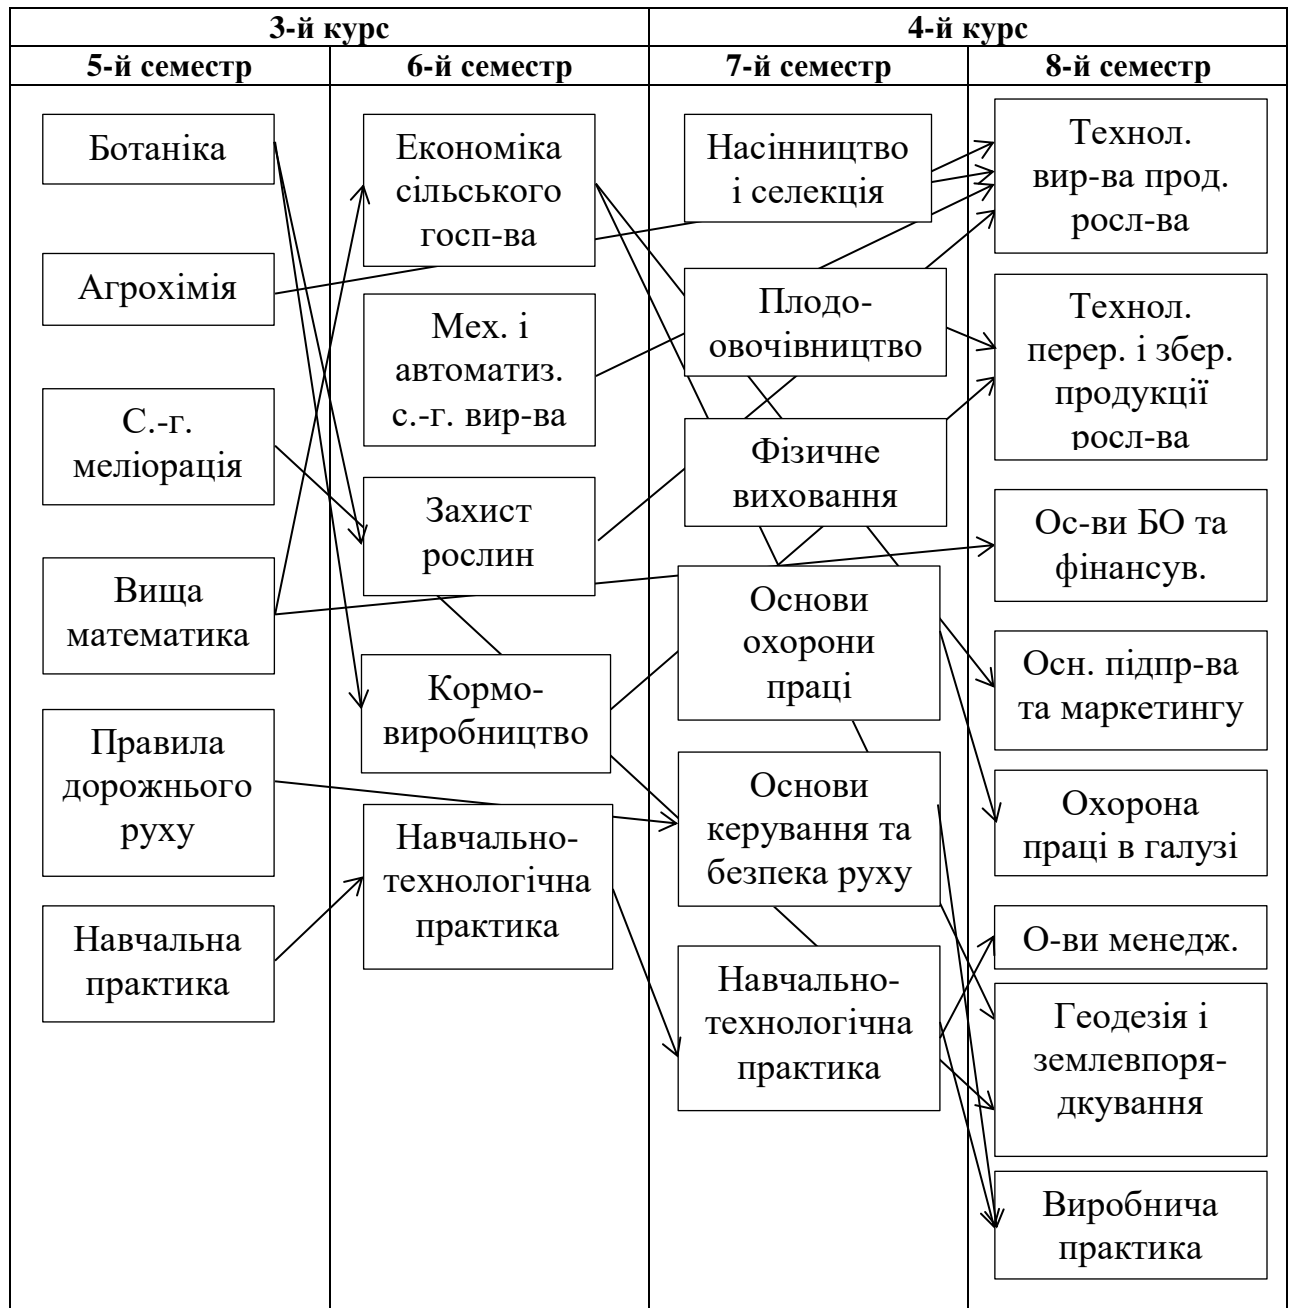 3-й курс
4-й курс
5-й семестр
6-й семестр
7-й семестр
8-й семестр
Ботаніка
Агрохімія
С.-г.
меліорація
Вища
математика
Правила
дорожнього
руху
Навчальна
практика
Економіка
сільського
госп-ва
Мех. і
автоматиз.
с.-г. вир-ва
Захист
рослин
Кормо-
виробництво
Навчально-
технологічна
практика
Насінництво
і селекція
Плодо-
овочівництво
Фізичне
виховання
Основи
охорони
праці
Основи
керування та
безпека руху
Навчально-
технологічна
практика
Технол.
вир-ва прод.
росл-ва
Технол.
перер. і збер.
продукції
росл-ва
Ос-ви БО та
фінансув.
Осн. підпр-ва
та маркетингу
Охорона
праці в галузі
О-ви менедж.
Геодезія і
землевпоря-
дкування
Виробнича
практика